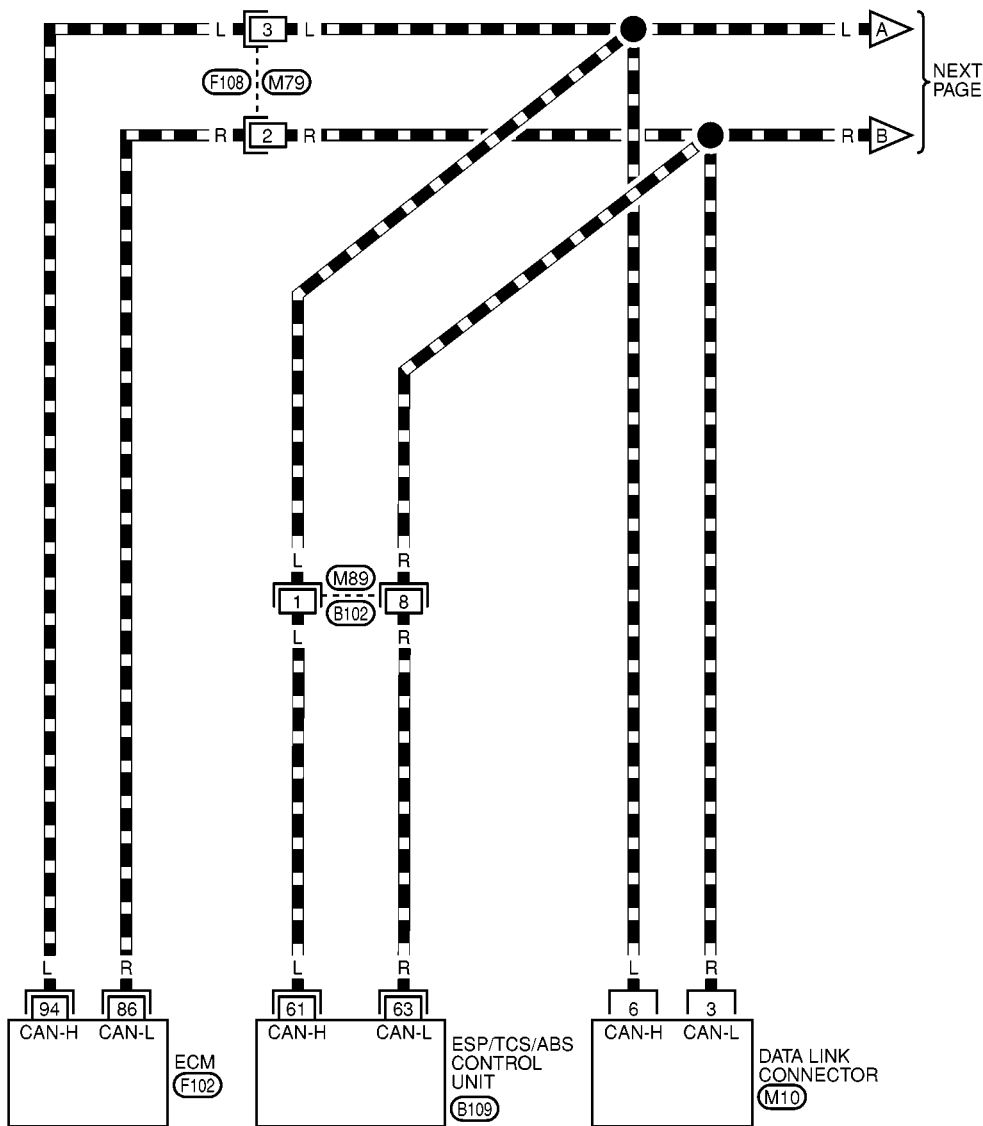 L 3 L L A
F108 M79
NEXT
PAGE
R 2 R R B
L R
M89
1 8
B102
L R
L R L R L R
94 86 61 63 6 3
CAN-H CAN-L CAN-H CAN-L CAN-H CAN-L
ECM
F102
ESP/TCS/ABS
CONTROL
UNIT
B109
DATA LINK
CONNECTOR
M10